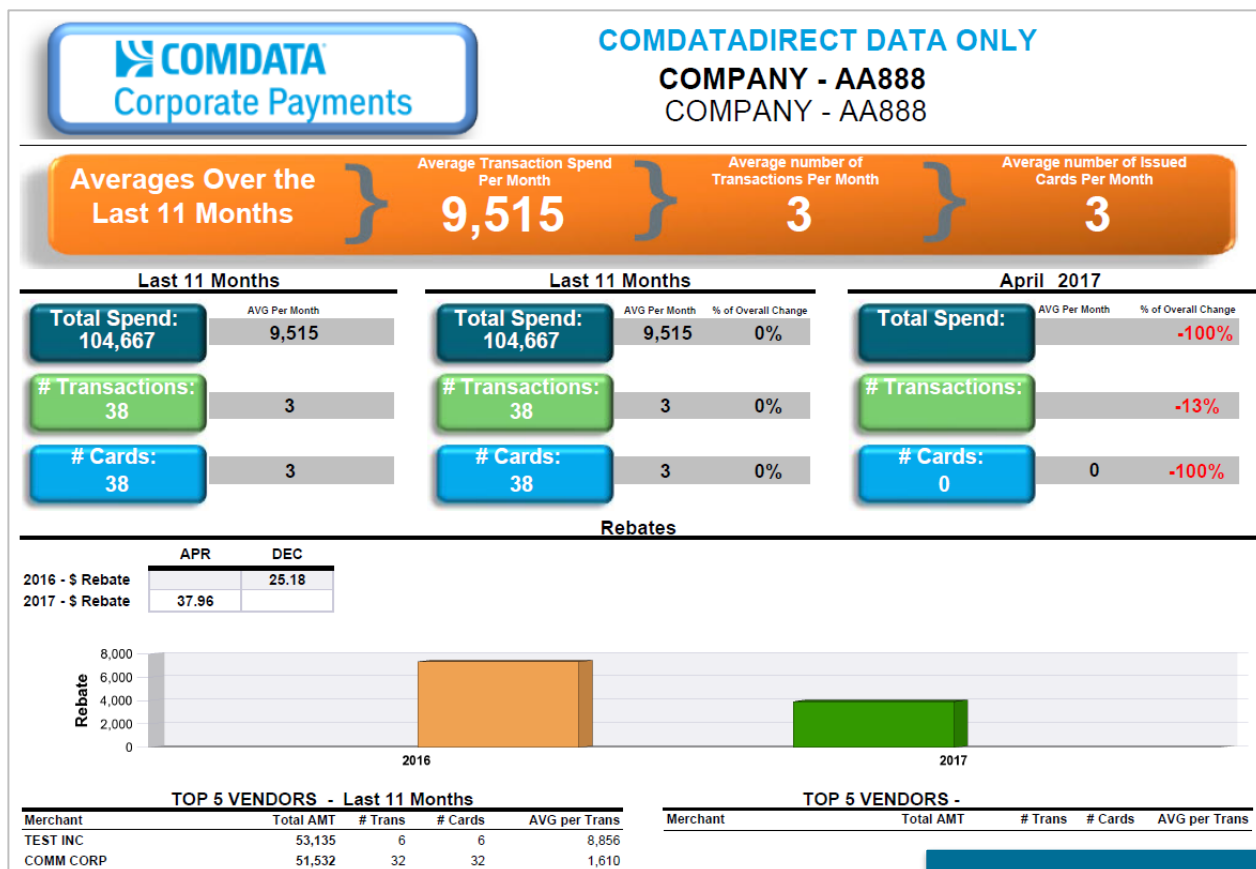 COMDATA
Corporate Payments
COMDATADIRECT DATA ONLY
COMPANY - AA888
COMPANY - AA888
Averages Over the
Last 11 Months
Average Transaction Spend
Per Month
9,515
Average number of
Transactions Per Month
3
Average number of Issued
Cards Per Month
3
Last 11 Months
AVG Per Month
Total Spend:
104,667
9,515
# Transactions:
38
3
# Cards:
38
3
Last 11 Months
AVG Per Month % of Overall Change
Total Spend:
104,667
9,515 0%
# Transactions:
38
3 0%
# Cards:
38
3 0%
April 2017
AVG Per Month % of Overall Change
Total Spend:
-100%
# Transactions:
-13%
# Cards:
0
0 -100%
Rebates
APR DEC
2016 - $ Rebate 25.18
2017 - $ Rebate 37.96
Rebate
8,000
6,000
4,000
2,000
0
2016 2017
TOP 5 VENDORS - Last 11 Months
Merchant Total AMT # Trans # Cards AVG per Trans
TEST INC 53,135 6 6 8,856
COMM CORP 51,532 32 32 1,610
TOP 5 VENDORS -
Merchant Total AMT # Trans # Cards AVG per Trans